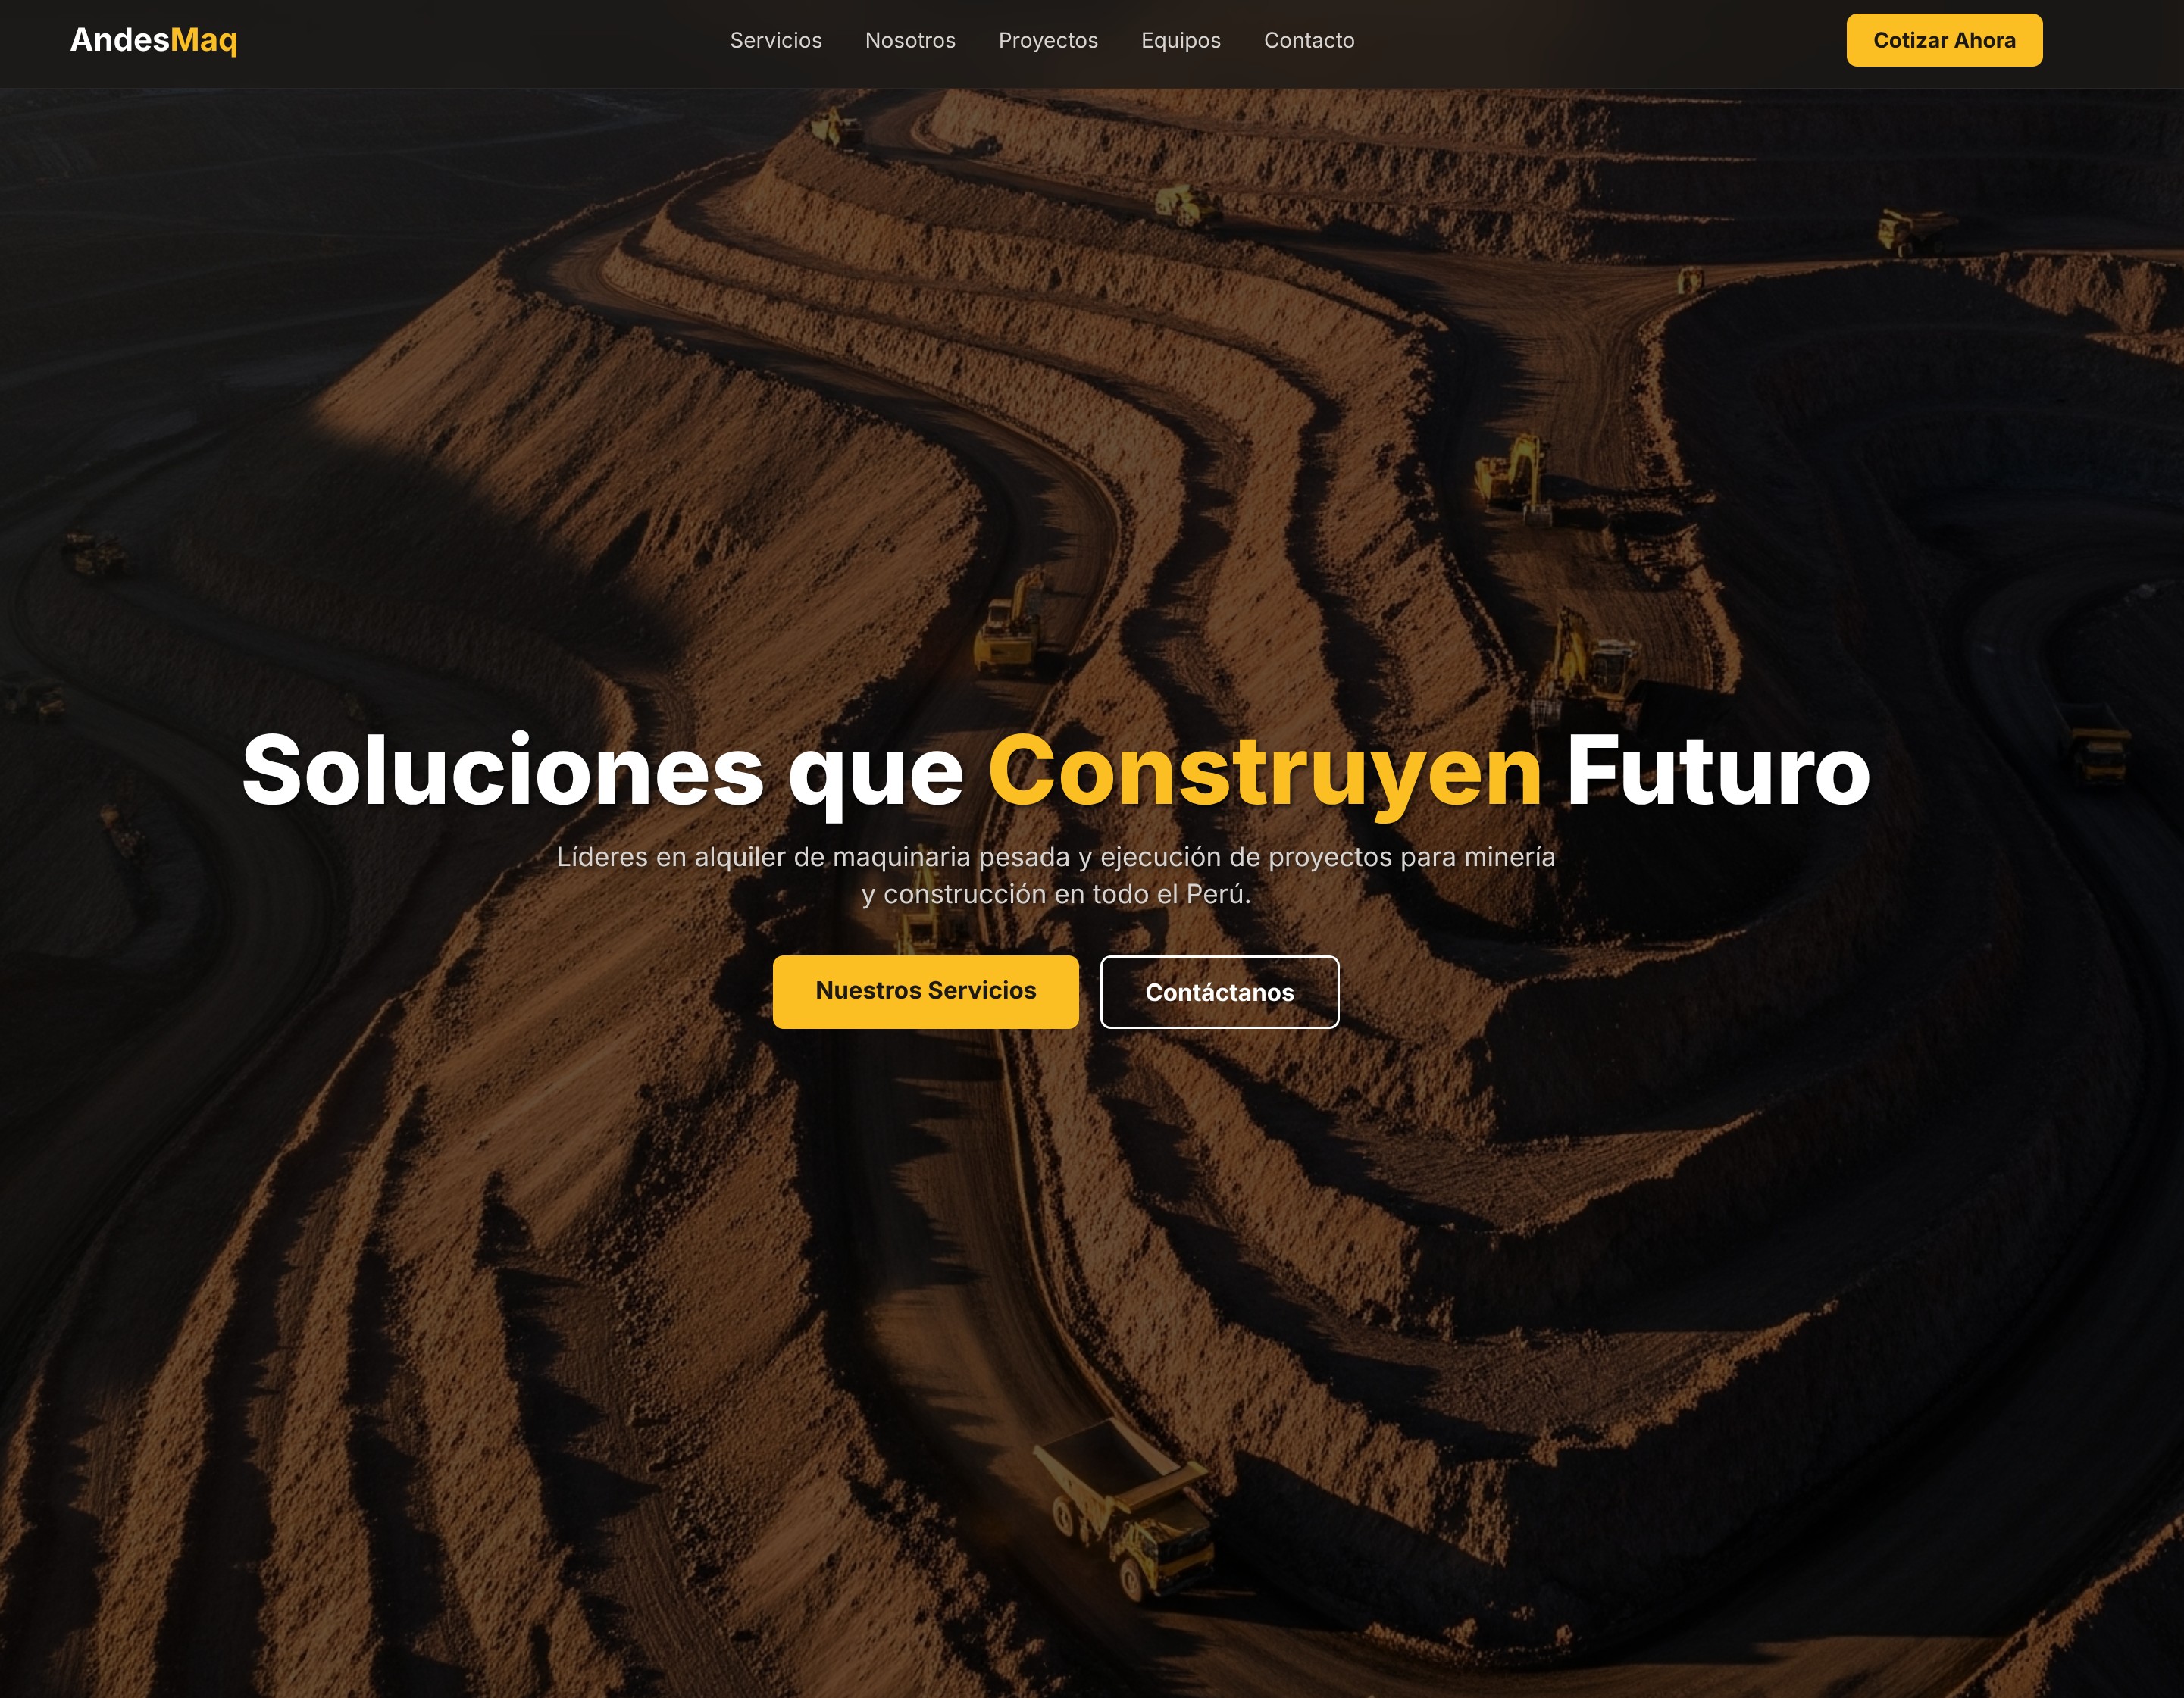 AndesMaq
Servicios
Nosotros
Proyectos
Equipos
Contacto
Cotizar Ahora
Soluciones que Construyen Futuro
Líderes en alquiler de maquinaria pesada y ejecución de proyectos para minería
y construcción en todo el Perú.
Nuestros Servicios
Contáctanos